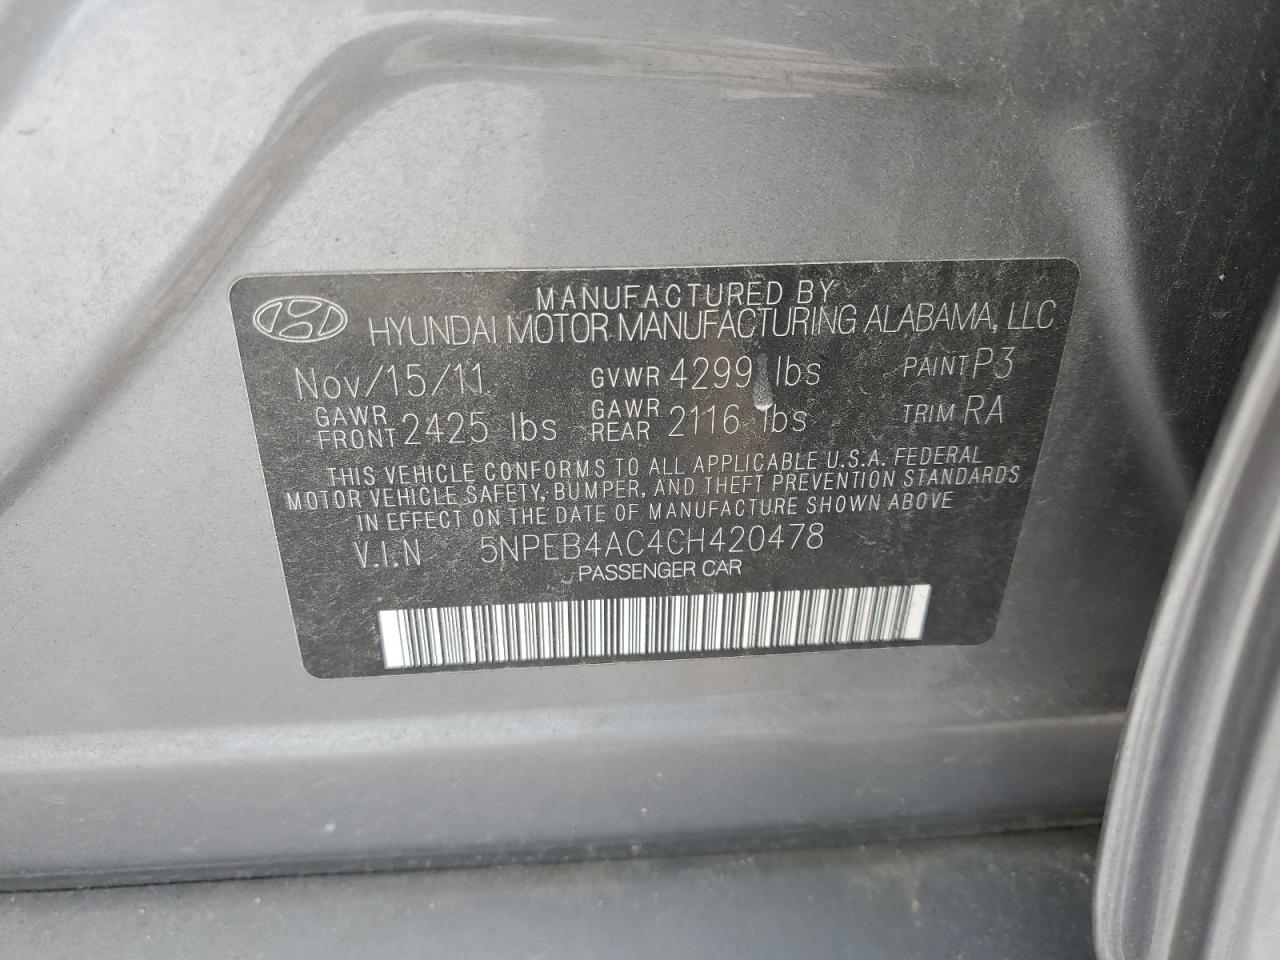 MANUFACTURED BY
HYUNDAI MOTOR MANUFACTURING ALABAMA, LLC
Nov/15/11 GVWR 4299 lbs PAINT P3
GAWR FRONT 2425 lbs GAWR REAR 2116 lbs TRIM RA
THIS VEHICLE CONFORMS TO ALL APPLICABLE U.S.A. FEDERAL
MOTOR VEHICLE SAFETY, BUMPER, AND THEFT PREVENTION STANDARDS
IN EFFECT ON THE DATE OF MANUFACTURE SHOWN ABOVE
V.I.N 5NPEB4AC4CH420478
PASSENGER CAR